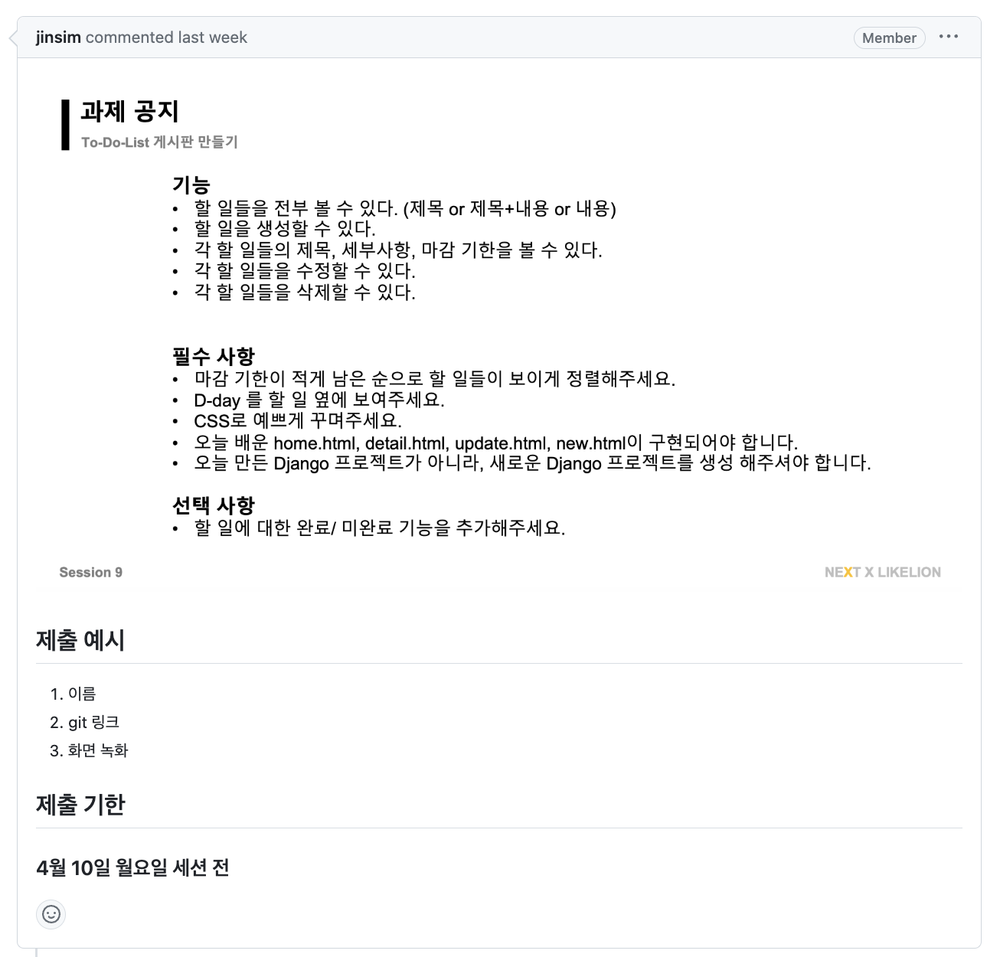 jinsim commented last week
Member
과제 공지
To-Do-List 게시판 만들기
기능
• 할 일들을 전부 볼 수 있다. (제목 or 제목+내용 or 내용)
• 할 일을 생성할 수 있다.
• 각 할 일들의 제목, 세부사항, 마감 기한을 볼 수 있다.
• 각 할 일들을 수정할 수 있다.
• 각 할 일들을 삭제할 수 있다.
필수 사항
• 마감 기한이 적게 남은 순으로 할 일들이 보이게 정렬해주세요.
• D-day 를 할 일 옆에 보여주세요.
• CSS로 예쁘게 꾸며주세요.
• 오늘 배운 home.html, detail.html, update.html, new.html이 구현되어야 합니다.
• 오늘 만든 Django 프로젝트가 아니라, 새로운 Django 프로젝트를 생성 해주셔야 합니다.
선택 사항
• 할 일에 대한 완료/ 미완료 기능을 추가해주세요.
Session 9
NEXT X LIKELION
제출 예시
1. 이름
2. git 링크
3. 화면 녹화
제출 기한
4월 10일 월요일 세션 전